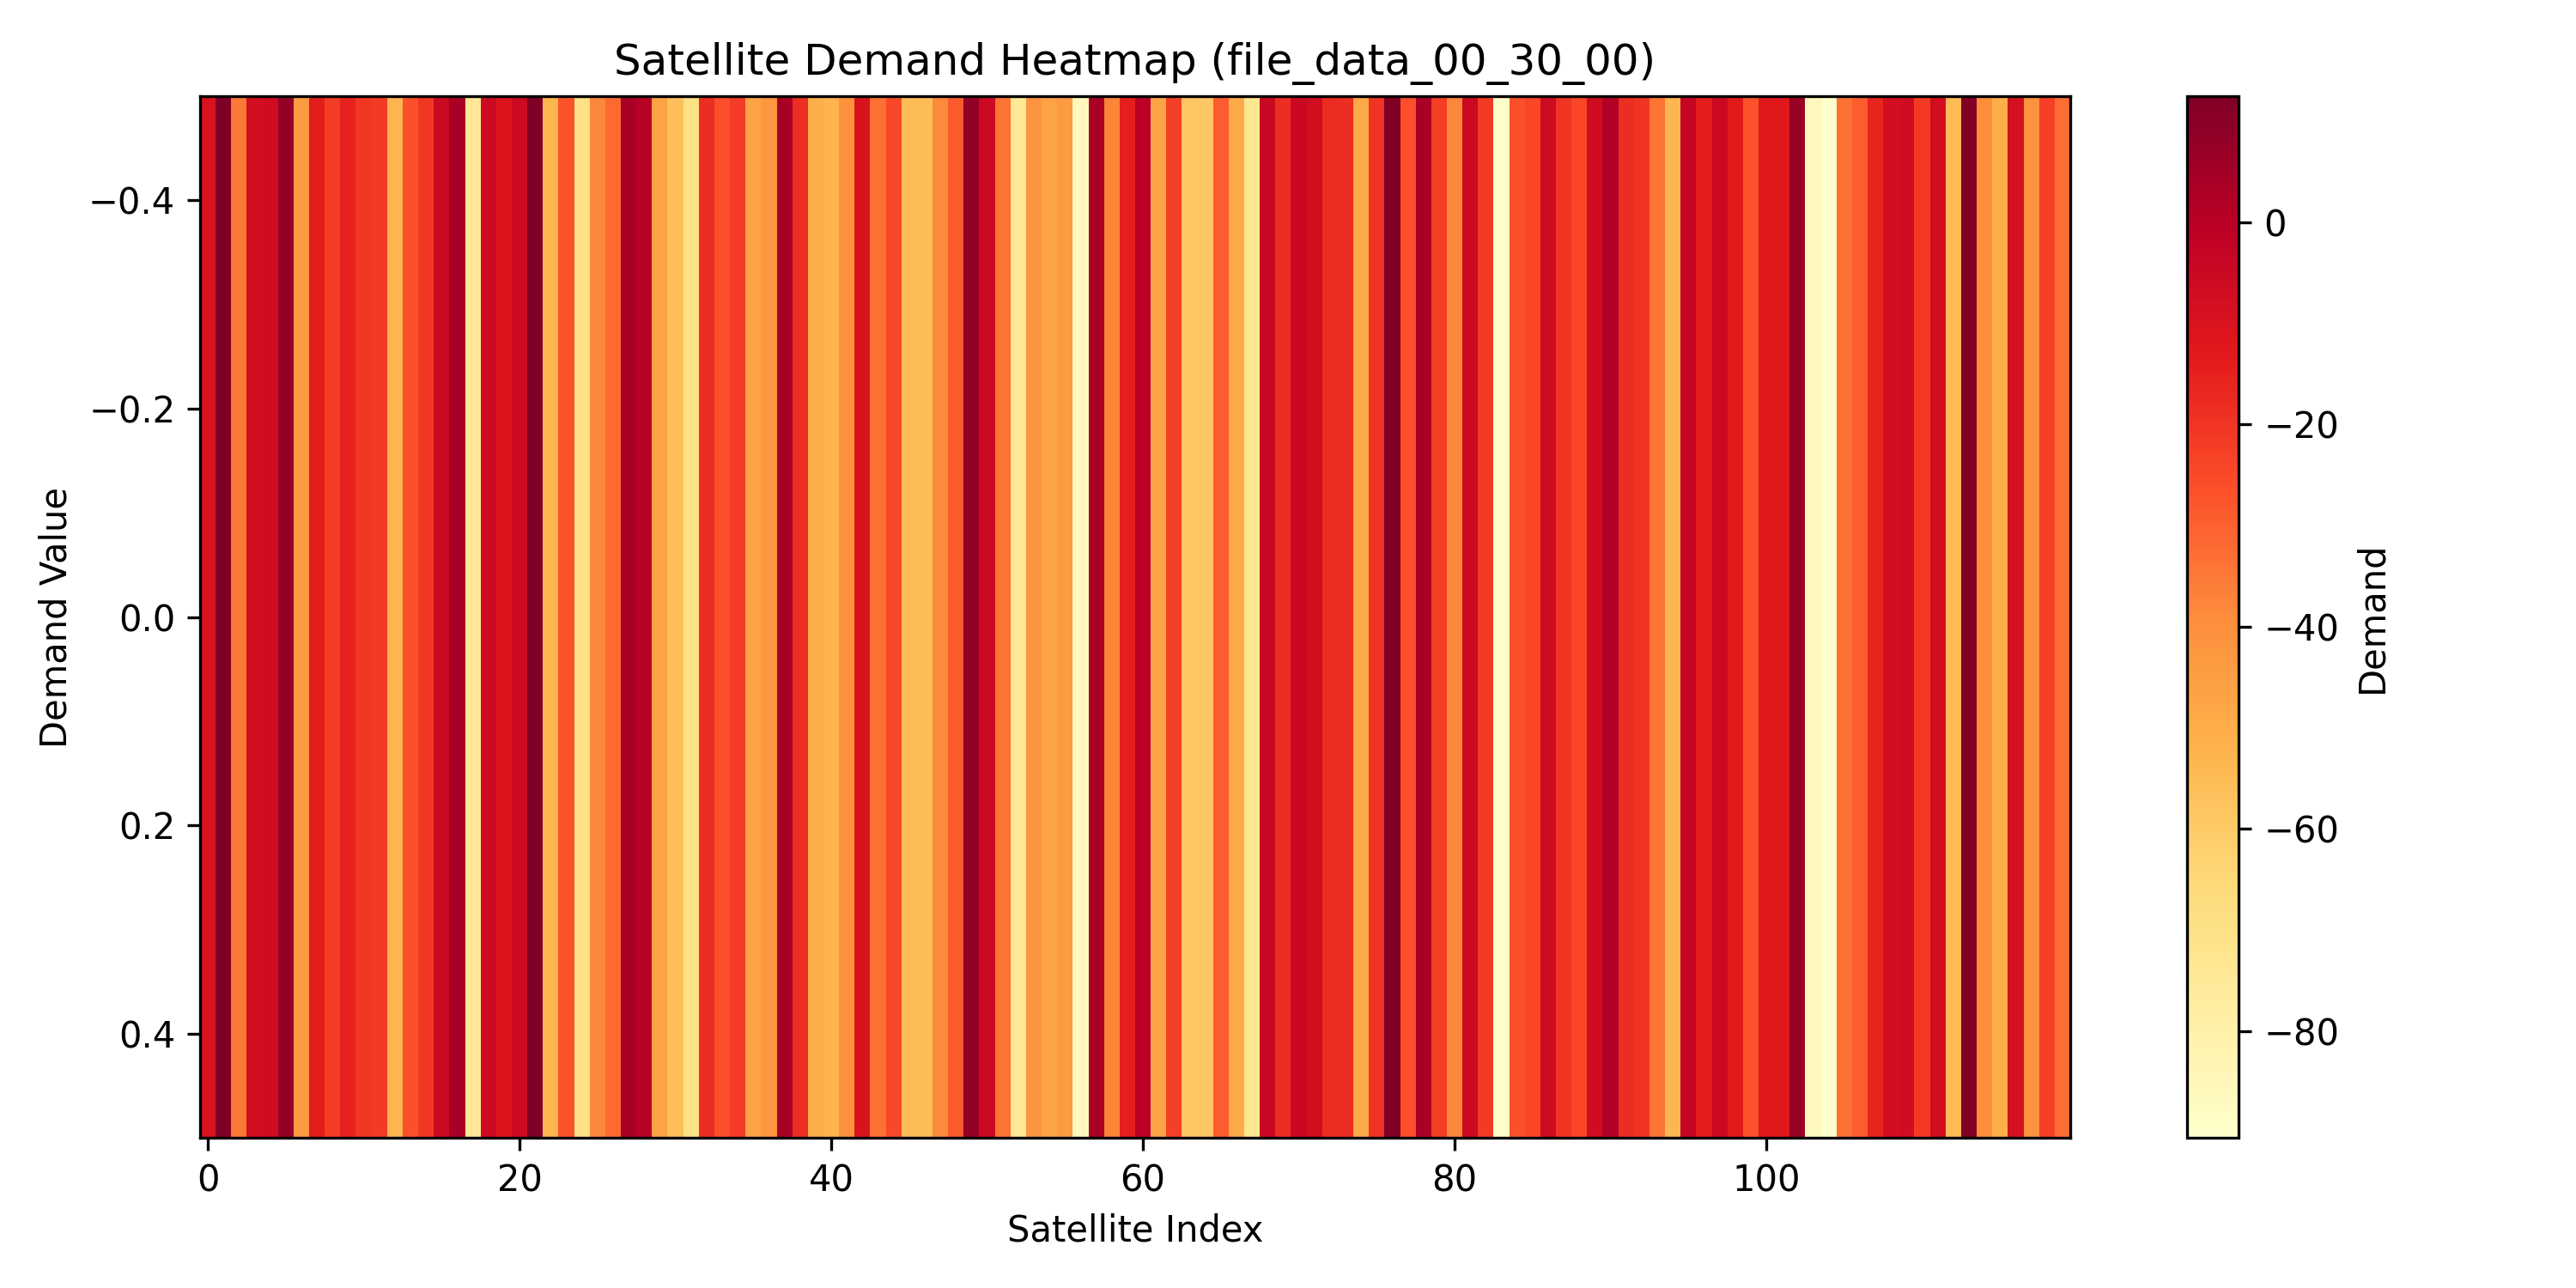 Satellite Demand Heatmap (file_data_00_30_00)
−0.4
−0.2
0.0
0.2
0.4
Demand Value
0 20 40 60 80 100
Satellite Index
0
−20
−40
−60
−80
Demand